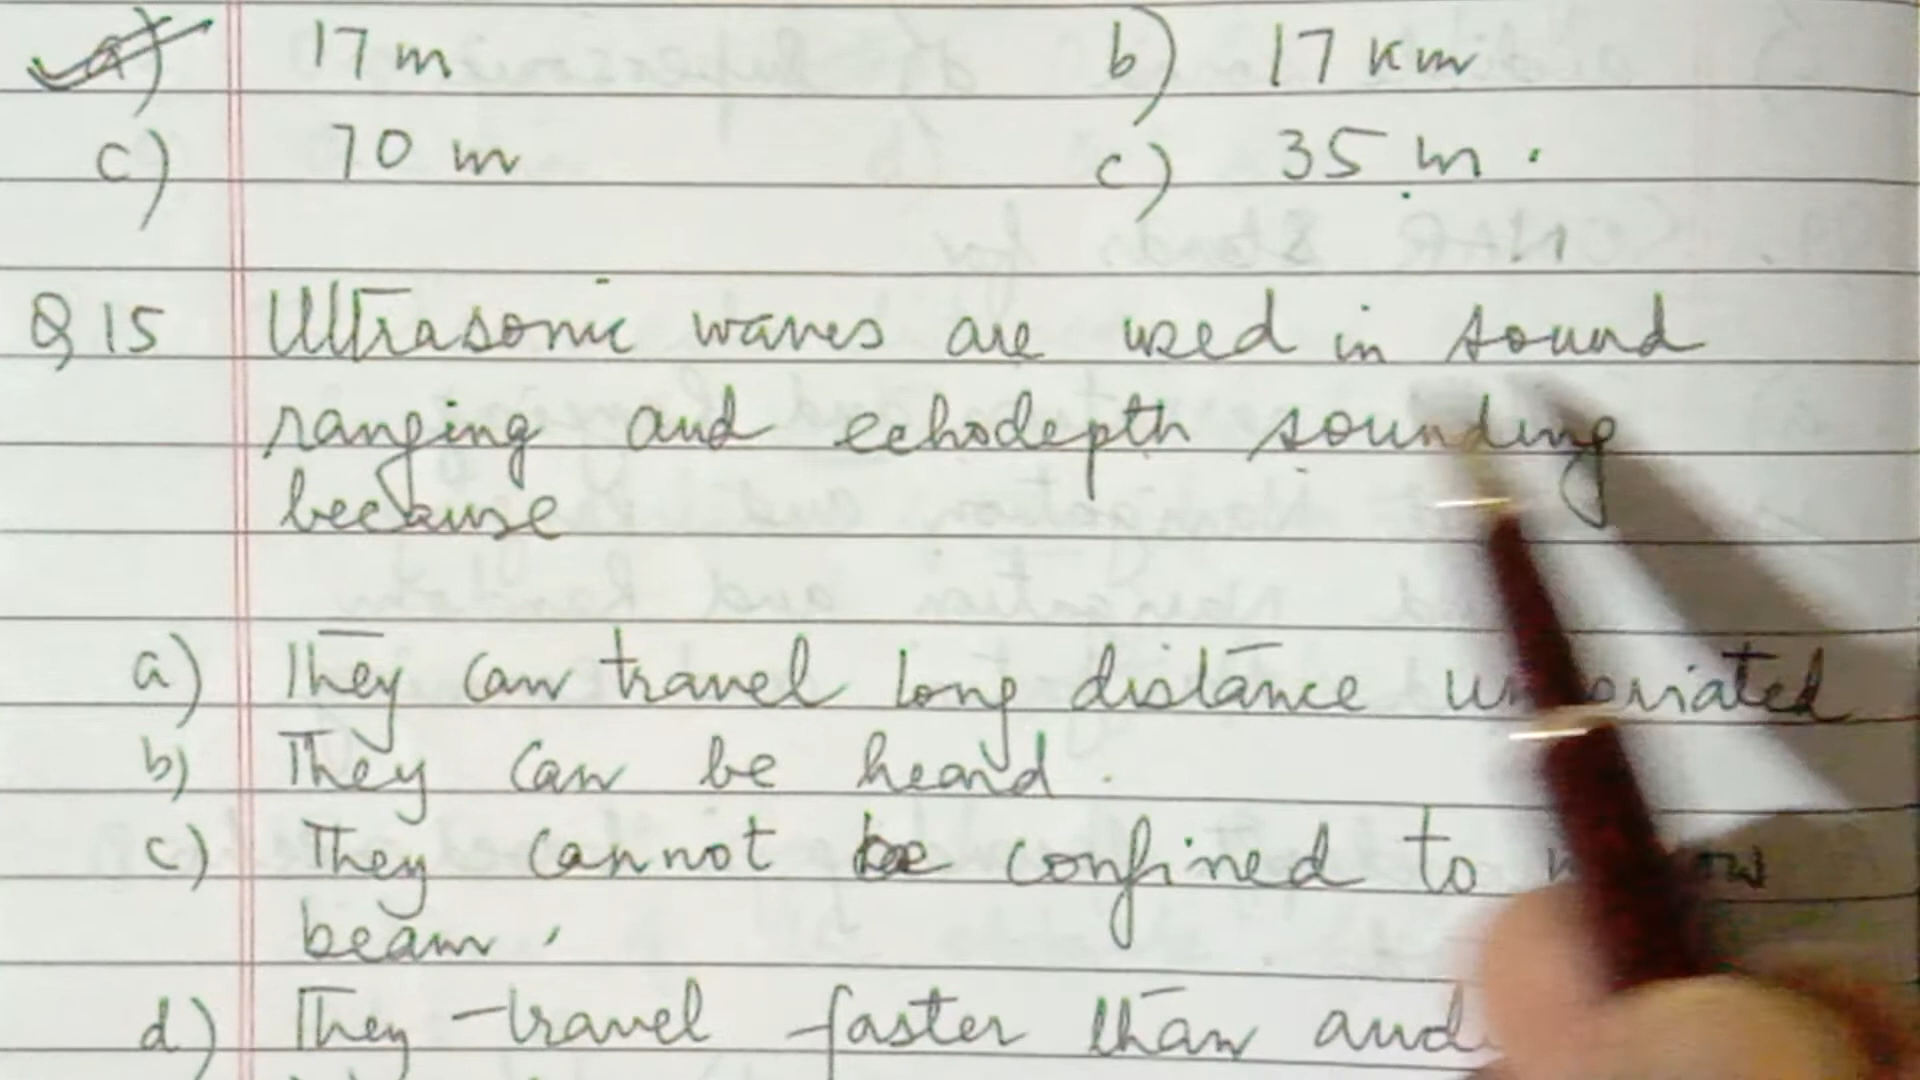 a) 17 m b) 17 Km
c) 70 m c) 35 m.
Q 15 Ultrasonic waves are used in sound
ranging and echodepth sounding
because
a) They can travel long distance
b) They can be heard.
c) They cannot be confined to
beam.
d) They travel faster than